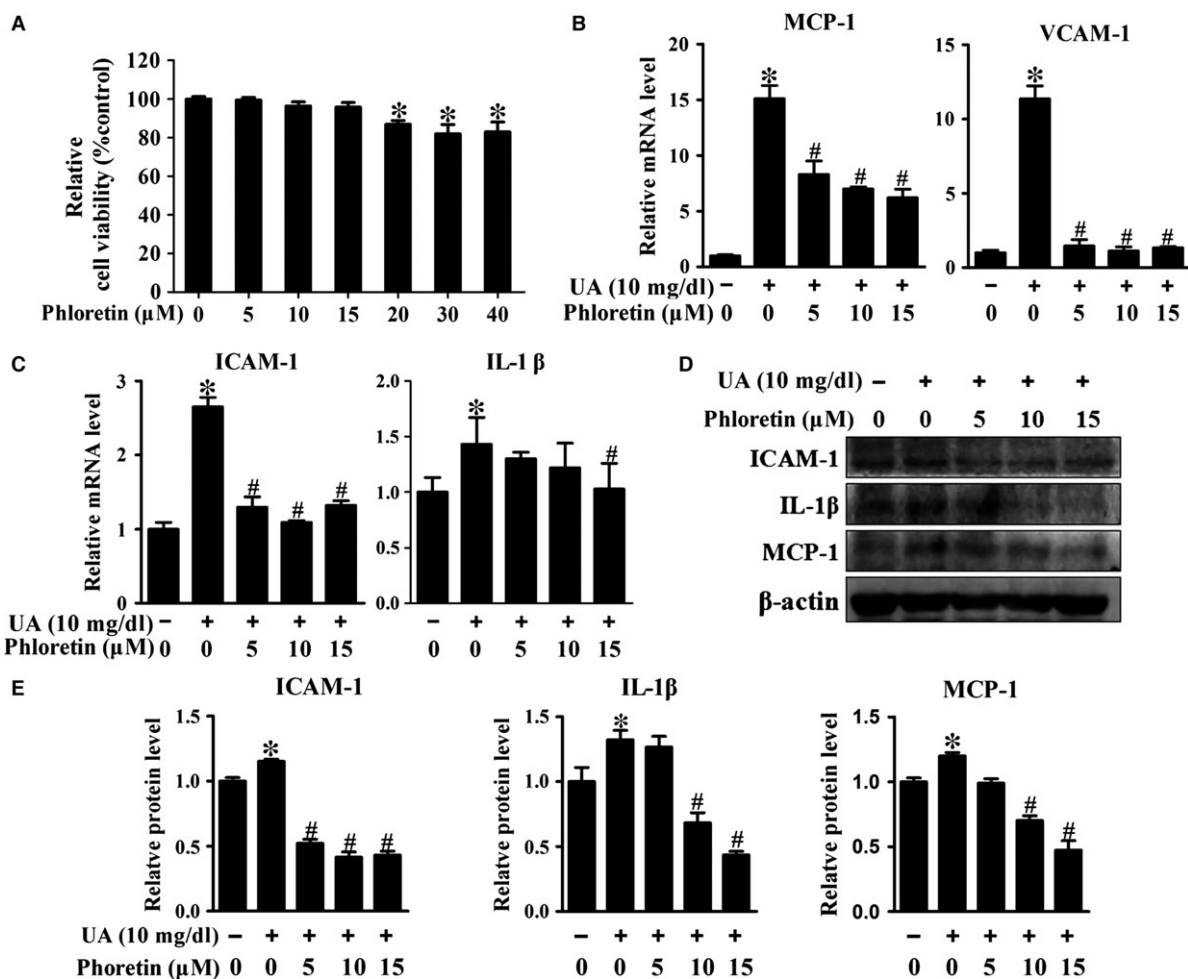 A
120
100
80
60
40
20
0
Relative
cell viability (%control)
* * *
Phloretin (μM) 0 5 10 15 20 30 40
B
MCP-1
20
15
10
5
0
Relative mRNA level
* # # #
VCAM-1
15
10
5
0
* # # #
UA (10 mg/dl) – + + + + – + + + +
Phloretin (μM) 0 0 5 10 15 0 0 5 10 15
C
ICAM-1
3
2
1
0
Relative mRNA level
* # # #
IL-1 β
2.0
1.5
1.0
0.5
0.0
* #
UA (10 mg/dl) – + + + + – + + + +
Phloretin (μM) 0 0 5 10 15 0 0 5 10 15
D
UA (10 mg/dl) – + + + +
Phloretin (μM) 0 0 5 10 15
ICAM-1
IL-1β
MCP-1
β-actin
E
ICAM-1
1.5
1.0
0.5
0.0
Relatve protein level
* # # #
IL-1β
1.5
1.0
0.5
0.0
Relatve protein level
* # #
MCP-1
1.5
1.0
0.5
0.0
Relatve protein level
* # #
UA (10 mg/dl) – + + + + – + + + + – + + + +
Phoretin (μM) 0 0 5 10 15 0 0 5 10 15 0 0 5 10 15